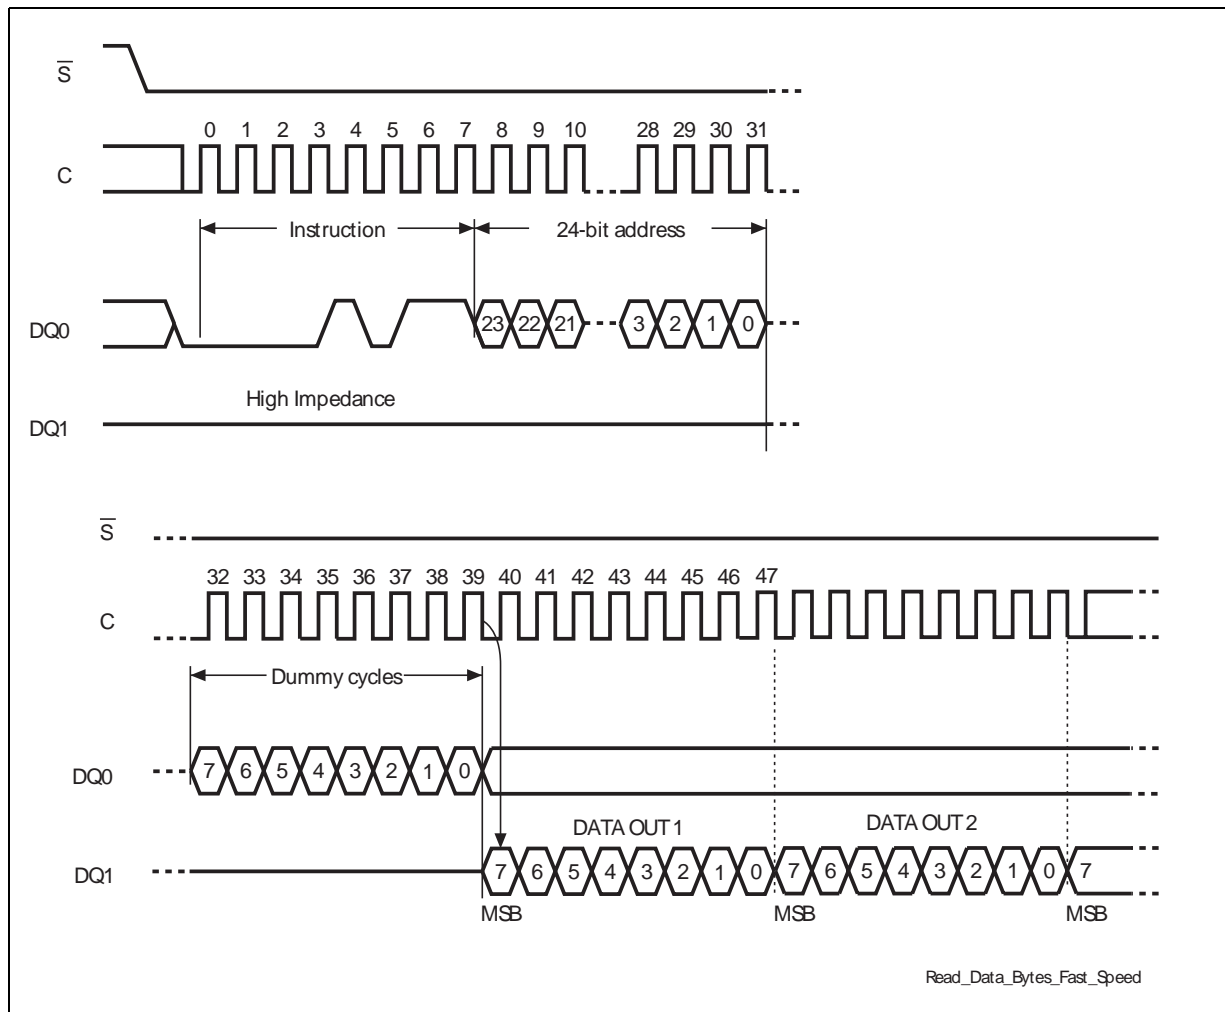 S
0 1 2 3 4 5 6 7 8 9 10 28 29 30 31
C
Instruction 24-bit address
DQ0 23 22 21 3 2 1 0
High Impedance
DQ1
S
32 33 34 35 36 37 38 39 40 41 42 43 44 45 46 47
C
Dummy cycles
DQ0 7 6 5 4 3 2 1 0
DATA OUT 1 DATA OUT 2
DQ1 7 6 5 4 3 2 1 0 7 6 5 4 3 2 1 0 7
MSB MSB MSB
Read_Data_Bytes_Fast_Speed